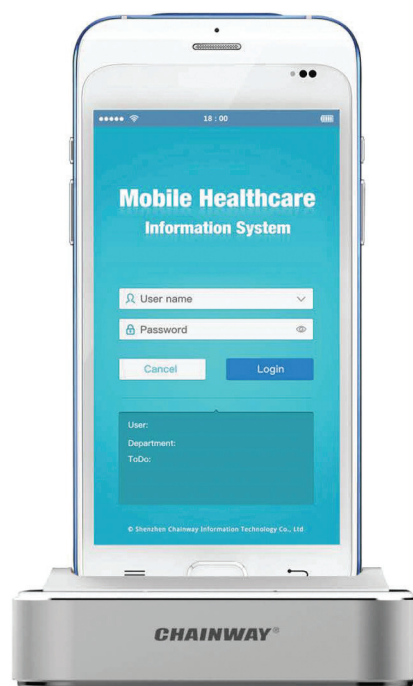 18 : 00
Mobile Healthcare
Information System
User name
Password
Cancel Login
User:
Department:
ToDo:
© Shenzhen Chainway Information Technology Co., Ltd
CHAINWAY®